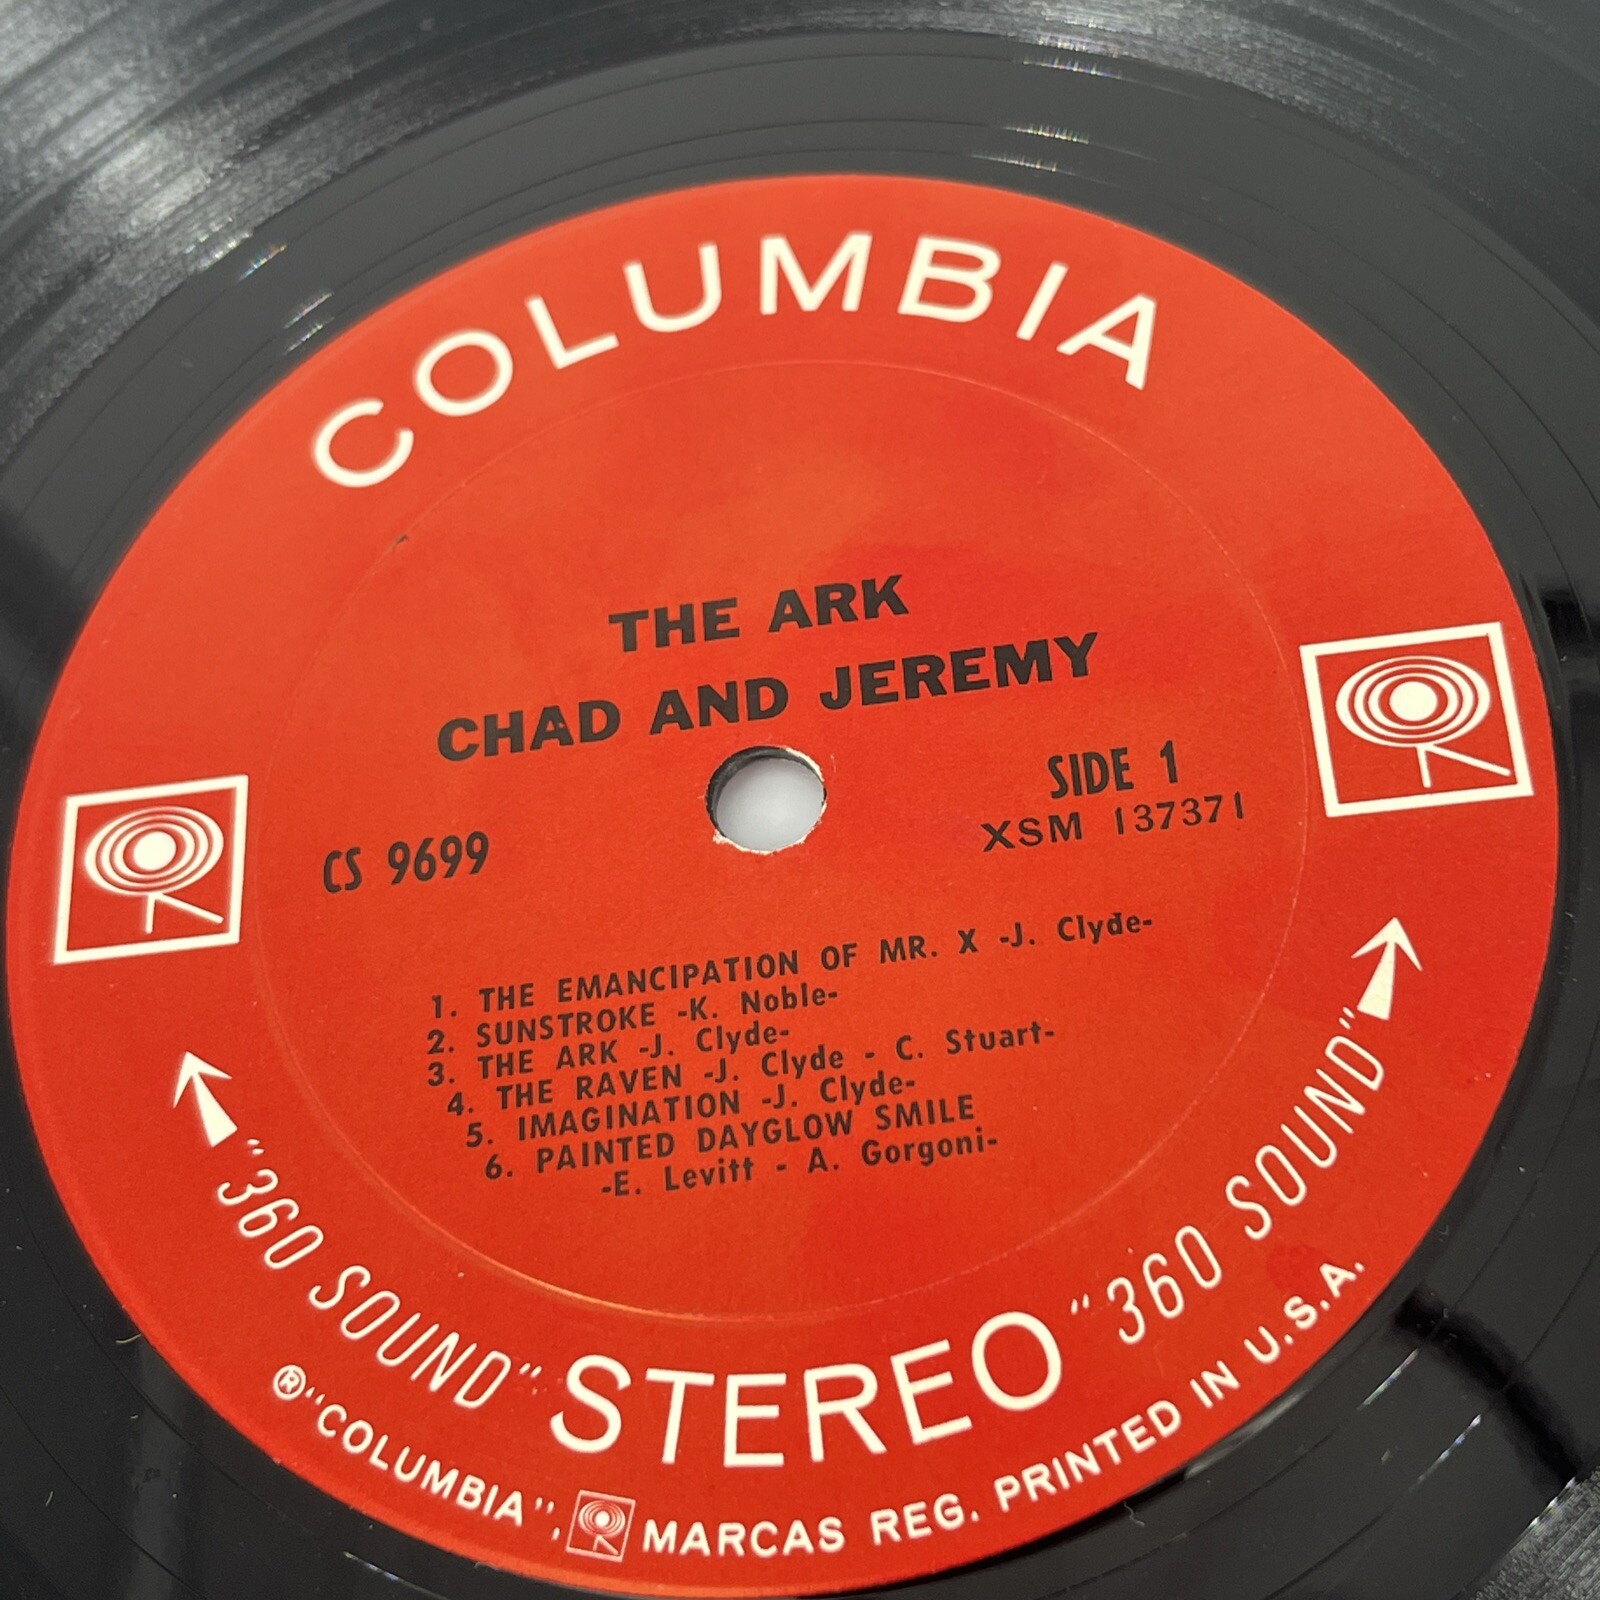 COLUMBIA
THE ARK
CHAD AND JEREMY
SIDE 1
CS 9699
XSM 137371
1. THE EMANCIPATION OF MR. X -J. Clyde-
2. SUNSTROKE -K. Noble-
3. THE ARK -J. Clyde-
4. THE RAVEN -J. Clyde - C. Stuart-
5. IMAGINATION -J. Clyde-
6. PAINTED DAYGLOW SMILE
-E. Levitt - A. Gorgoni-
"360 SOUND" STEREO "360 SOUND"
® "COLUMBIA", MARCAS REG. PRINTED IN U.S.A.